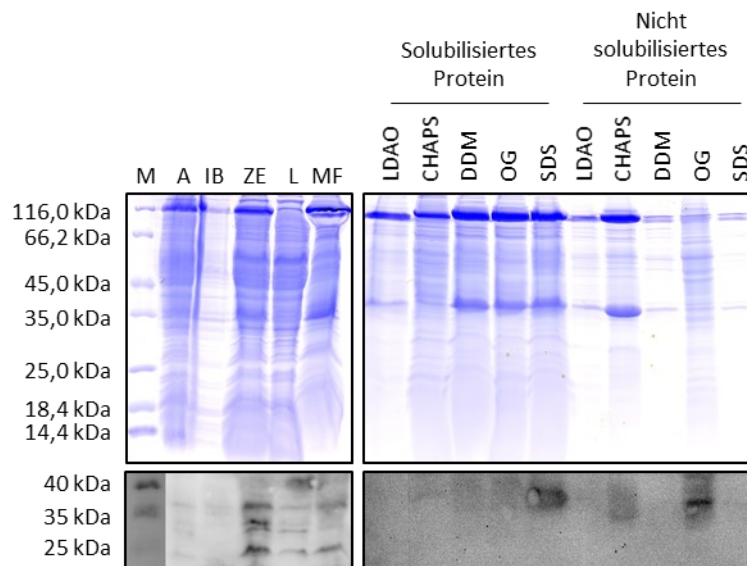 Solubilisiertes
Protein
Nicht
solubilisiertes
Protein
LDAO
CHAPS
DDM
OG
SDS
LDAO
CHAPS
DDM
OG
SDS
M A IB ZE L MF
116,0 kDa
66,2 kDa
45,0 kDa
35,0 kDa
25,0 kDa
18,4 kDa
14,4 kDa
40 kDa
35 kDa
25 kDa